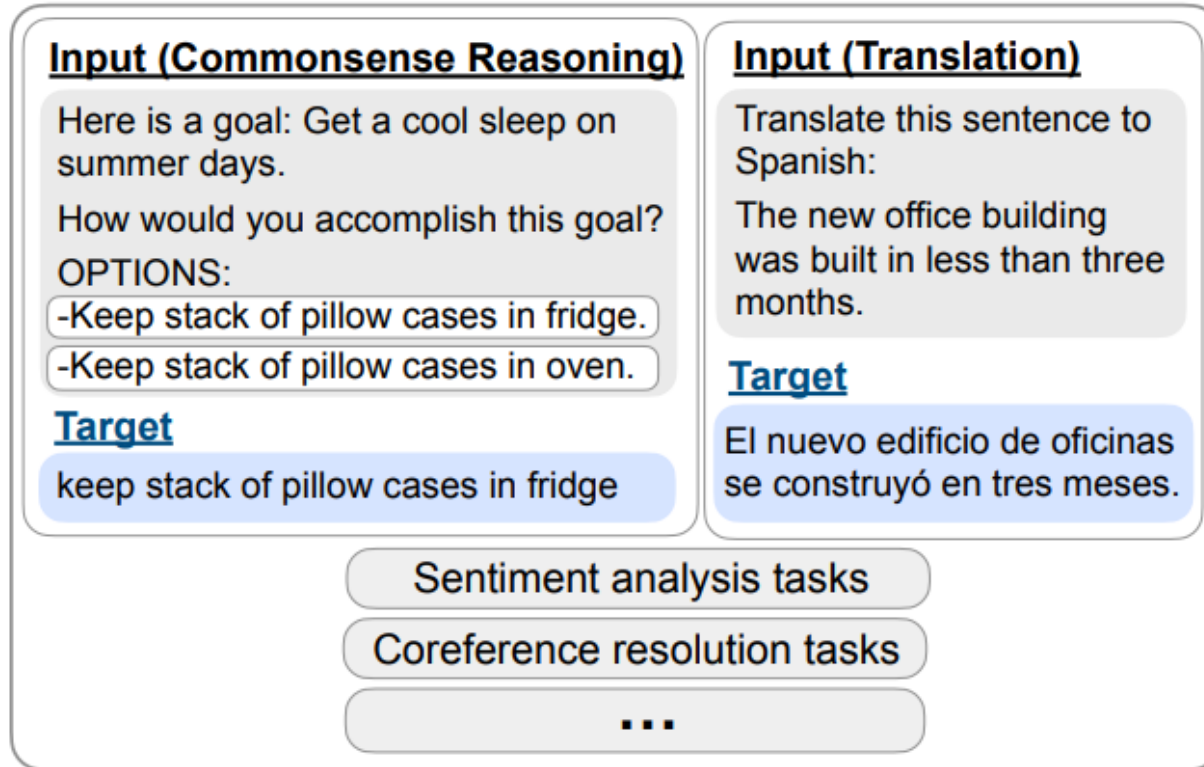 Input (Commonsense Reasoning)
Here is a goal: Get a cool sleep on
summer days.
How would you accomplish this goal?
OPTIONS:
-Keep stack of pillow cases in fridge.
-Keep stack of pillow cases in oven.
Target
keep stack of pillow cases in fridge
Input (Translation)
Translate this sentence to
Spanish:
The new office building
was built in less than three
months.
Target
El nuevo edificio de oficinas
se construyó en tres meses.
Sentiment analysis tasks
Coreference resolution tasks
...